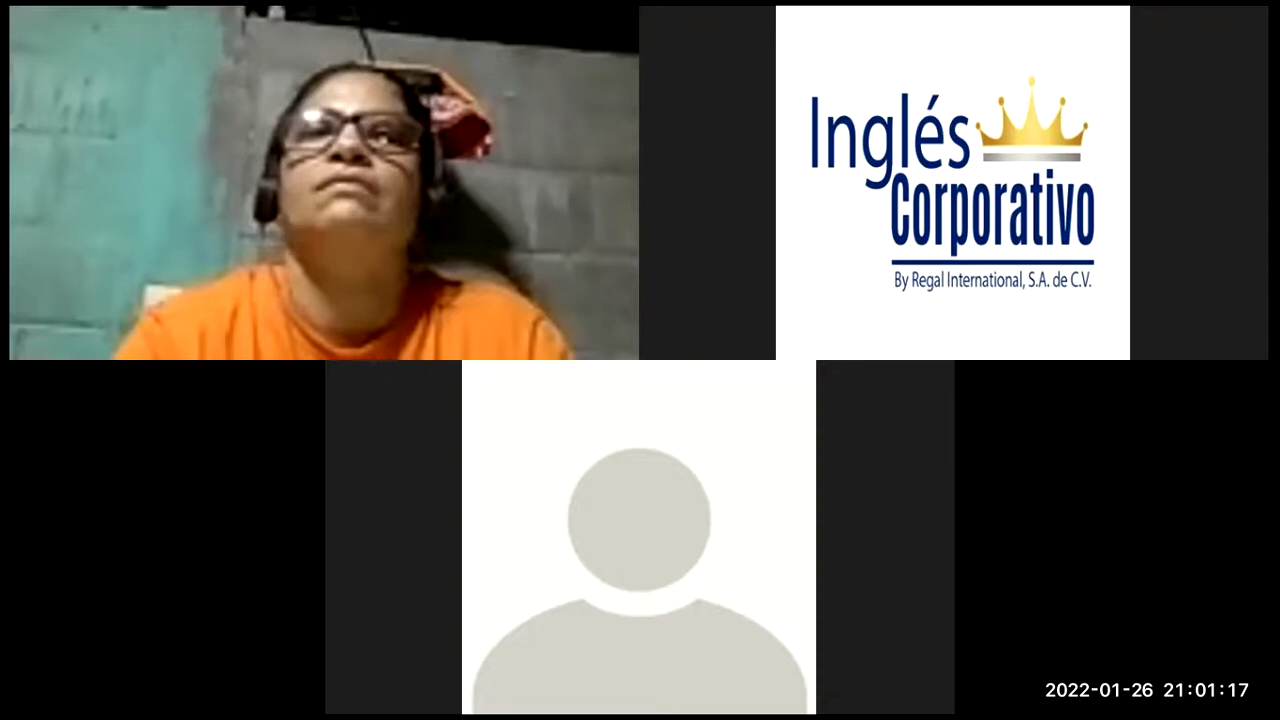 Inglés
Corporativo
By Regal International, S.A. de C.V.
2022-01-26 21:01:17